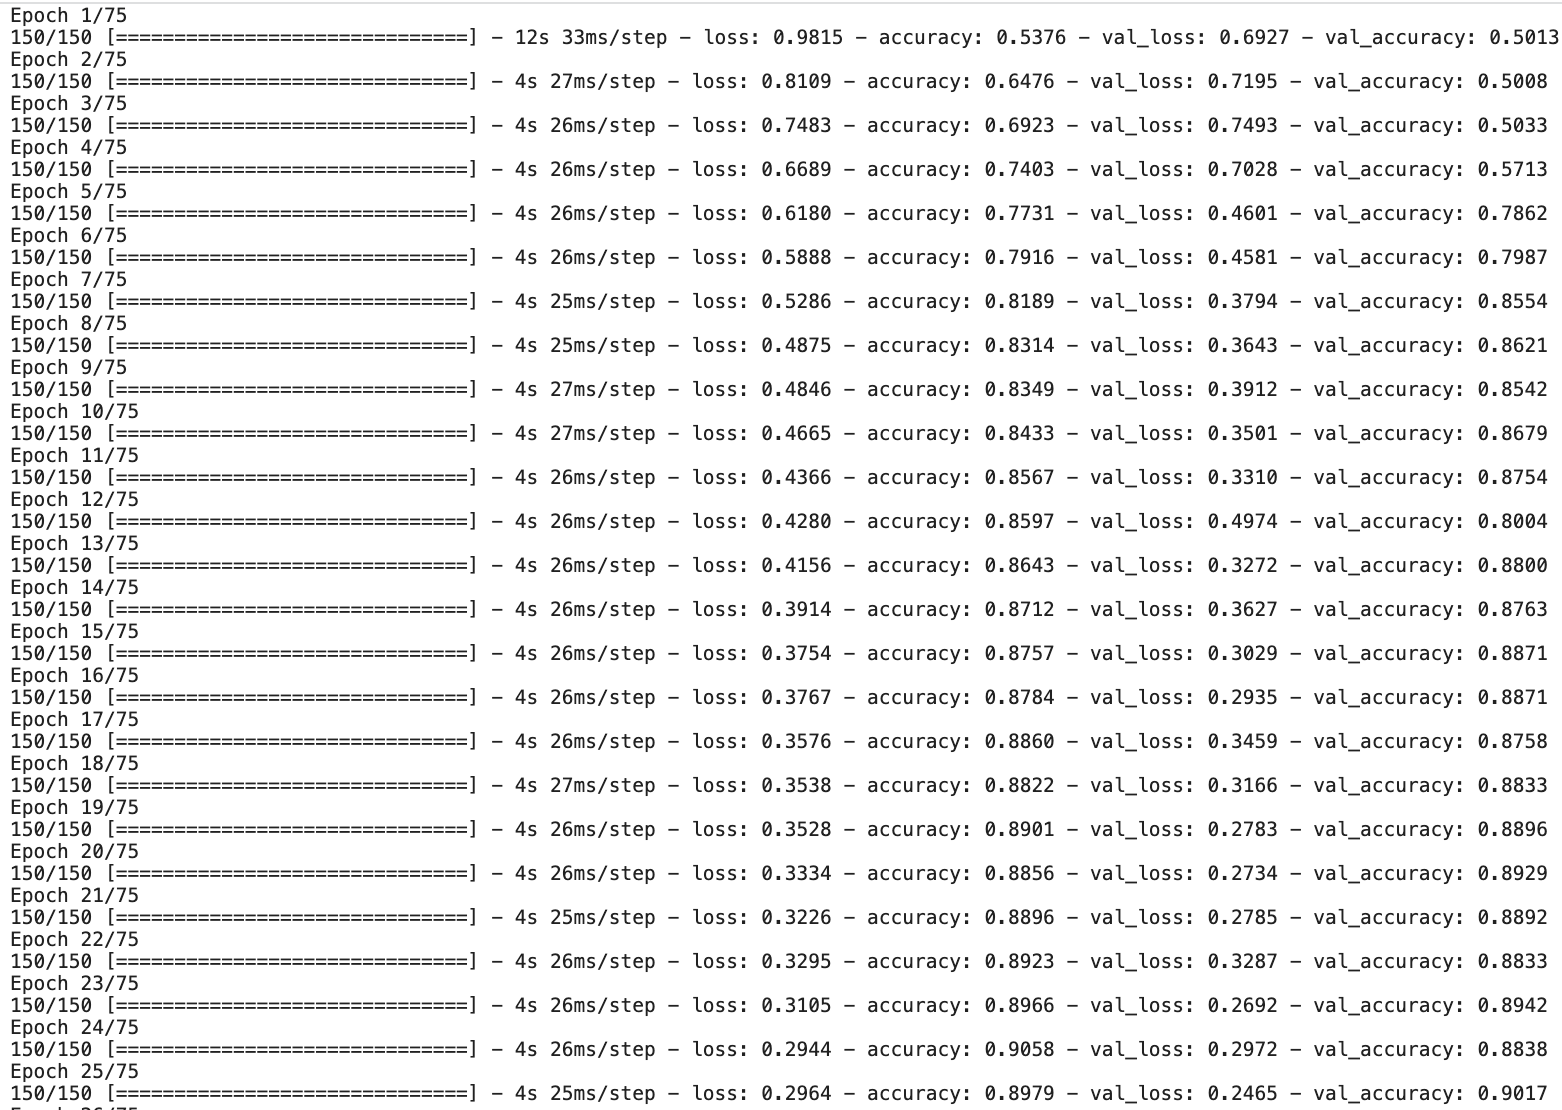 Epoch 1/75
150/150 [==============================] - 12s 33ms/step - loss: 0.9815 - accuracy: 0.5376 - val_loss: 0.6927 - val_accuracy: 0.5013
Epoch 2/75
150/150 [==============================] - 4s 27ms/step - loss: 0.8109 - accuracy: 0.6476 - val_loss: 0.7195 - val_accuracy: 0.5008
Epoch 3/75
150/150 [==============================] - 4s 26ms/step - loss: 0.7483 - accuracy: 0.6923 - val_loss: 0.7493 - val_accuracy: 0.5033
Epoch 4/75
150/150 [==============================] - 4s 26ms/step - loss: 0.6689 - accuracy: 0.7403 - val_loss: 0.7028 - val_accuracy: 0.5713
Epoch 5/75
150/150 [==============================] - 4s 26ms/step - loss: 0.6180 - accuracy: 0.7731 - val_loss: 0.4601 - val_accuracy: 0.7862
Epoch 6/75
150/150 [==============================] - 4s 26ms/step - loss: 0.5888 - accuracy: 0.7916 - val_loss: 0.4581 - val_accuracy: 0.7987
Epoch 7/75
150/150 [==============================] - 4s 25ms/step - loss: 0.5286 - accuracy: 0.8189 - val_loss: 0.3794 - val_accuracy: 0.8554
Epoch 8/75
150/150 [==============================] - 4s 25ms/step - loss: 0.4875 - accuracy: 0.8314 - val_loss: 0.3643 - val_accuracy: 0.8621
Epoch 9/75
150/150 [==============================] - 4s 27ms/step - loss: 0.4846 - accuracy: 0.8349 - val_loss: 0.3912 - val_accuracy: 0.8542
Epoch 10/75
150/150 [==============================] - 4s 27ms/step - loss: 0.4665 - accuracy: 0.8433 - val_loss: 0.3501 - val_accuracy: 0.8679
Epoch 11/75
150/150 [==============================] - 4s 26ms/step - loss: 0.4366 - accuracy: 0.8567 - val_loss: 0.3310 - val_accuracy: 0.8754
Epoch 12/75
150/150 [==============================] - 4s 26ms/step - loss: 0.4280 - accuracy: 0.8597 - val_loss: 0.4974 - val_accuracy: 0.8004
Epoch 13/75
150/150 [==============================] - 4s 26ms/step - loss: 0.4156 - accuracy: 0.8643 - val_loss: 0.3272 - val_accuracy: 0.8800
Epoch 14/75
150/150 [==============================] - 4s 26ms/step - loss: 0.3914 - accuracy: 0.8712 - val_loss: 0.3627 - val_accuracy: 0.8763
Epoch 15/75
150/150 [==============================] - 4s 26ms/step - loss: 0.3754 - accuracy: 0.8757 - val_loss: 0.3029 - val_accuracy: 0.8871
Epoch 16/75
150/150 [==============================] - 4s 26ms/step - loss: 0.3767 - accuracy: 0.8784 - val_loss: 0.2935 - val_accuracy: 0.8871
Epoch 17/75
150/150 [==============================] - 4s 26ms/step - loss: 0.3576 - accuracy: 0.8860 - val_loss: 0.3459 - val_accuracy: 0.8758
Epoch 18/75
150/150 [==============================] - 4s 27ms/step - loss: 0.3538 - accuracy: 0.8822 - val_loss: 0.3166 - val_accuracy: 0.8833
Epoch 19/75
150/150 [==============================] - 4s 26ms/step - loss: 0.3528 - accuracy: 0.8901 - val_loss: 0.2783 - val_accuracy: 0.8896
Epoch 20/75
150/150 [==============================] - 4s 26ms/step - loss: 0.3334 - accuracy: 0.8856 - val_loss: 0.2734 - val_accuracy: 0.8929
Epoch 21/75
150/150 [==============================] - 4s 25ms/step - loss: 0.3226 - accuracy: 0.8896 - val_loss: 0.2785 - val_accuracy: 0.8892
Epoch 22/75
150/150 [==============================] - 4s 26ms/step - loss: 0.3295 - accuracy: 0.8923 - val_loss: 0.3287 - val_accuracy: 0.8833
Epoch 23/75
150/150 [==============================] - 4s 26ms/step - loss: 0.3105 - accuracy: 0.8966 - val_loss: 0.2692 - val_accuracy: 0.8942
Epoch 24/75
150/150 [==============================] - 4s 26ms/step - loss: 0.2944 - accuracy: 0.9058 - val_loss: 0.2972 - val_accuracy: 0.8838
Epoch 25/75
150/150 [==============================] - 4s 25ms/step - loss: 0.2964 - accuracy: 0.8979 - val_loss: 0.2465 - val_accuracy: 0.9017